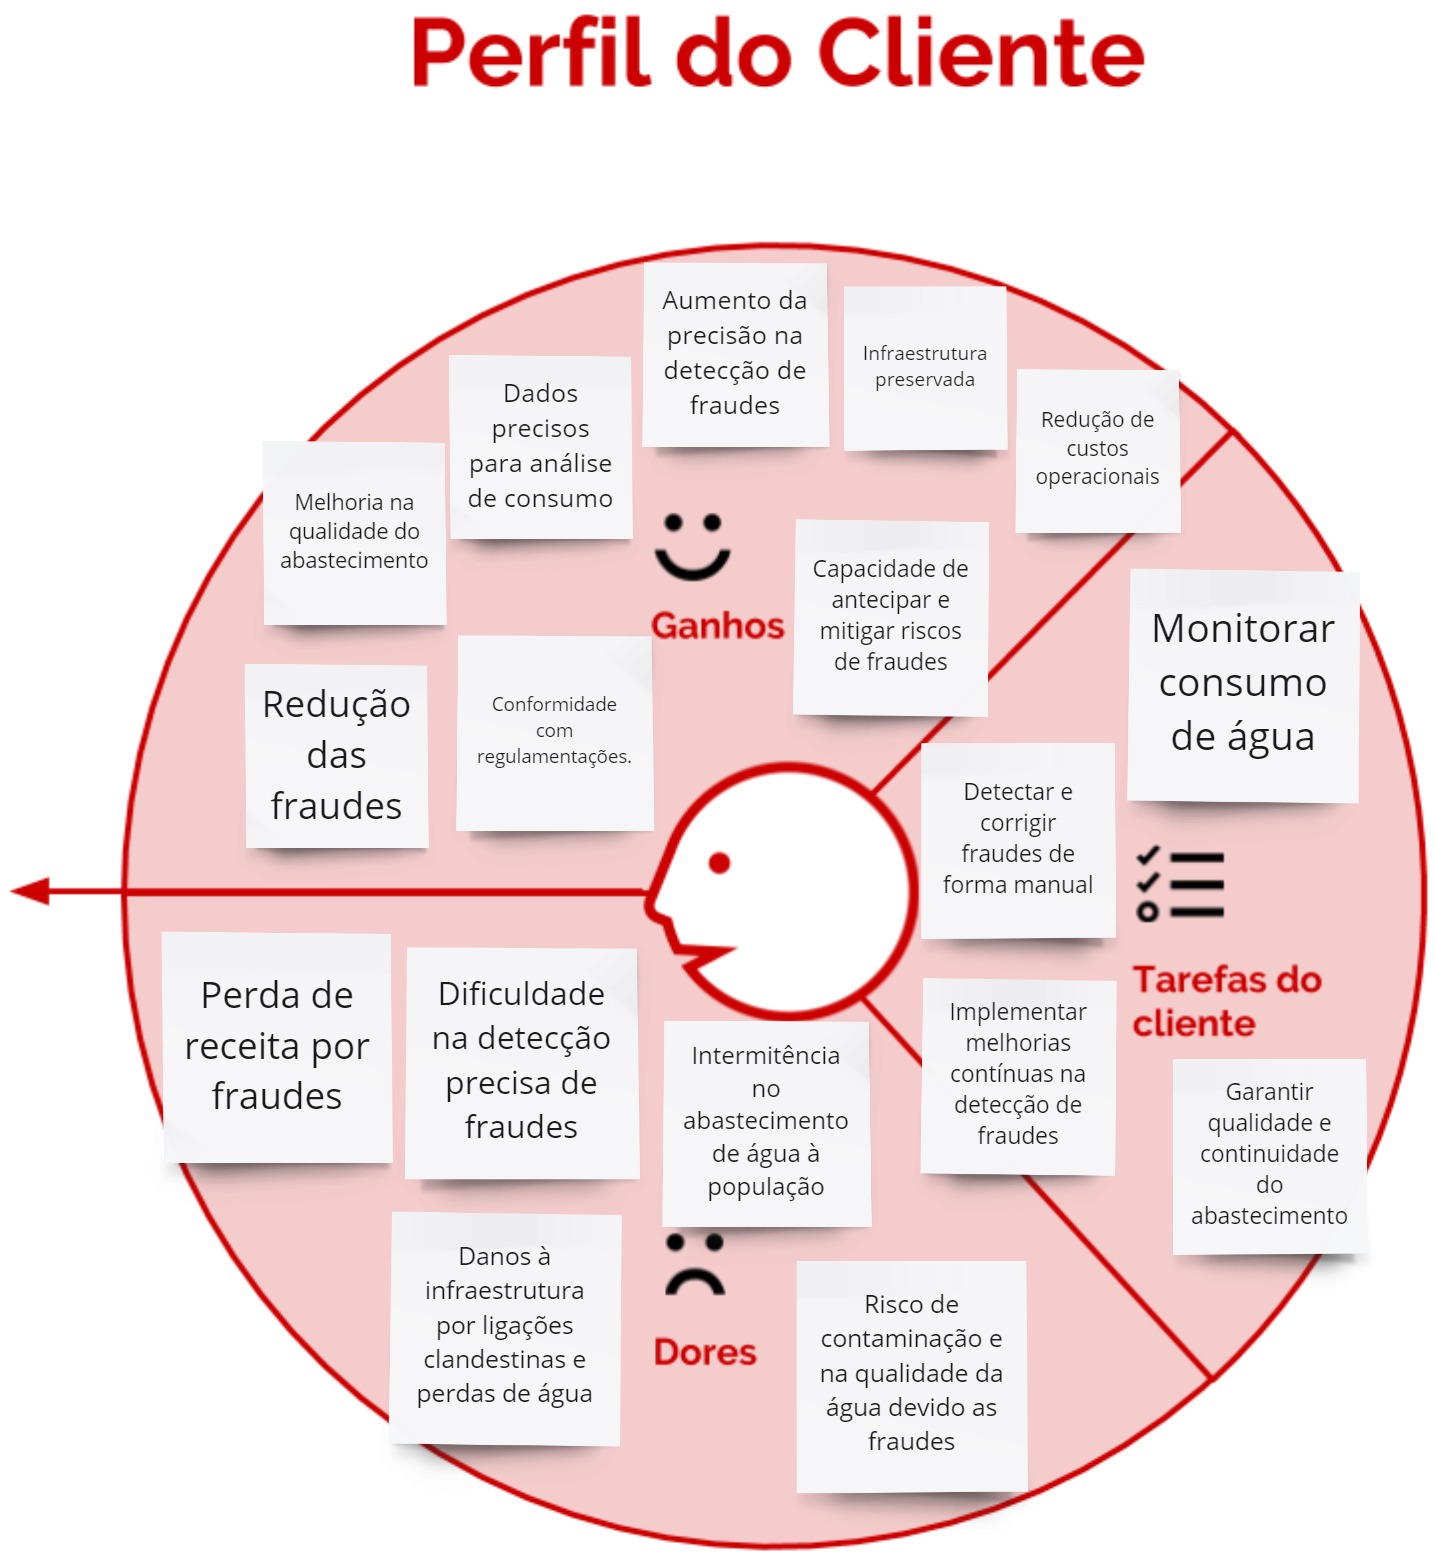 Perfil do Cliente
Aumento da
precisão na
detecção de
fraudes
Infraestrutura
preservada
Redução de
custos
operacionais
Dados
precisos
para análise
de consumo
Melhoria na
qualidade do
abastecimento
Ganhos
Capacidade de
antecipar e
mitigar riscos
de fraudes
Redução
das
fraudes
Conformidade
com
regulamentações.
Monitorar
consumo
de água
Detectar e
corrigir
fraudes de
forma manual
Tarefas do
cliente
Implementar
melhorias
contínuas na
detecção de
fraudes
Garantir
qualidade e
continuidade
do
abastecimento
Perda de
receita por
fraudes
Dificuldade
na detecção
precisa de
fraudes
Intermitência
no
abastecimento
de água à
população
Danos à
infraestrutura
por ligações
clandestinas e
perdas de água
Dores
Risco de
contaminação e
na qualidade da
água devido as
fraudes